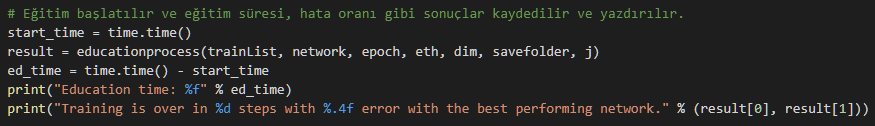 # Eğitim başlatılır ve eğitim süresi, hata oranı gibi sonuçlar kaydedilir ve yazdırılır.
start_time = time.time()
result = educationprocess(trainList, network, epoch, eth, dim, savefolder, j)
ed_time = time.time() - start_time
print("Education time: %f" % ed_time)
print("Training is over in %d steps with %.4f error with the best performing network." % (result[0], result[1]))